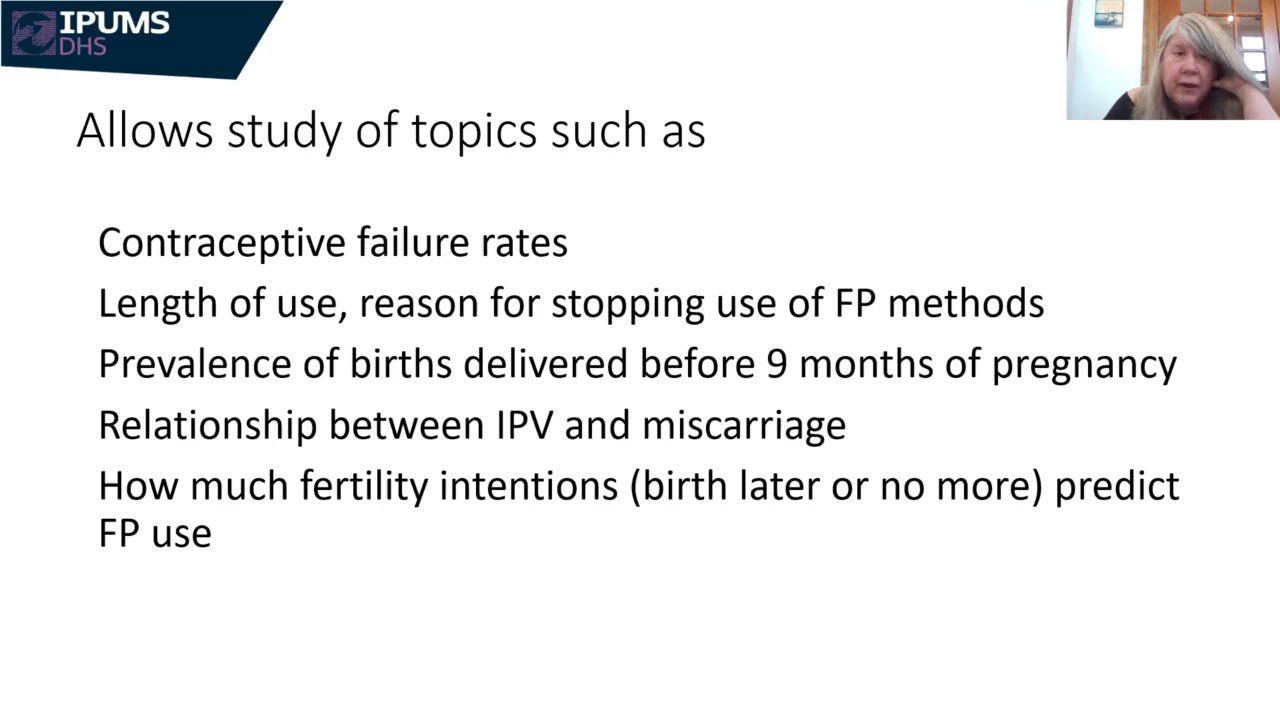 IPUMS
DHS
Allows study of topics such as
Contraceptive failure rates
Length of use, reason for stopping use of FP methods
Prevalence of births delivered before 9 months of pregnancy
Relationship between IPV and miscarriage
How much fertility intentions (birth later or no more) predict
FP use